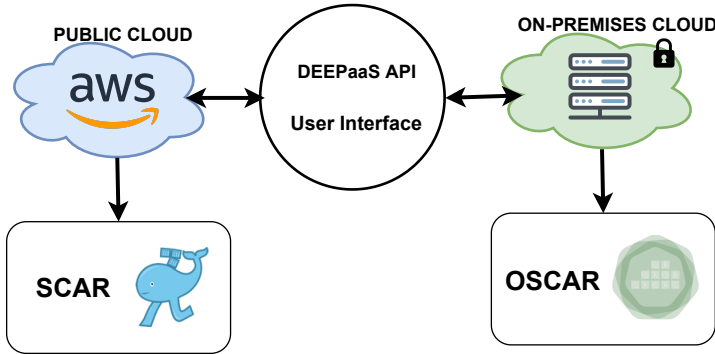 PUBLIC CLOUD
ON-PREMISES CLOUD
aws
DEEPaaS API
User Interface
SCAR
OSCAR